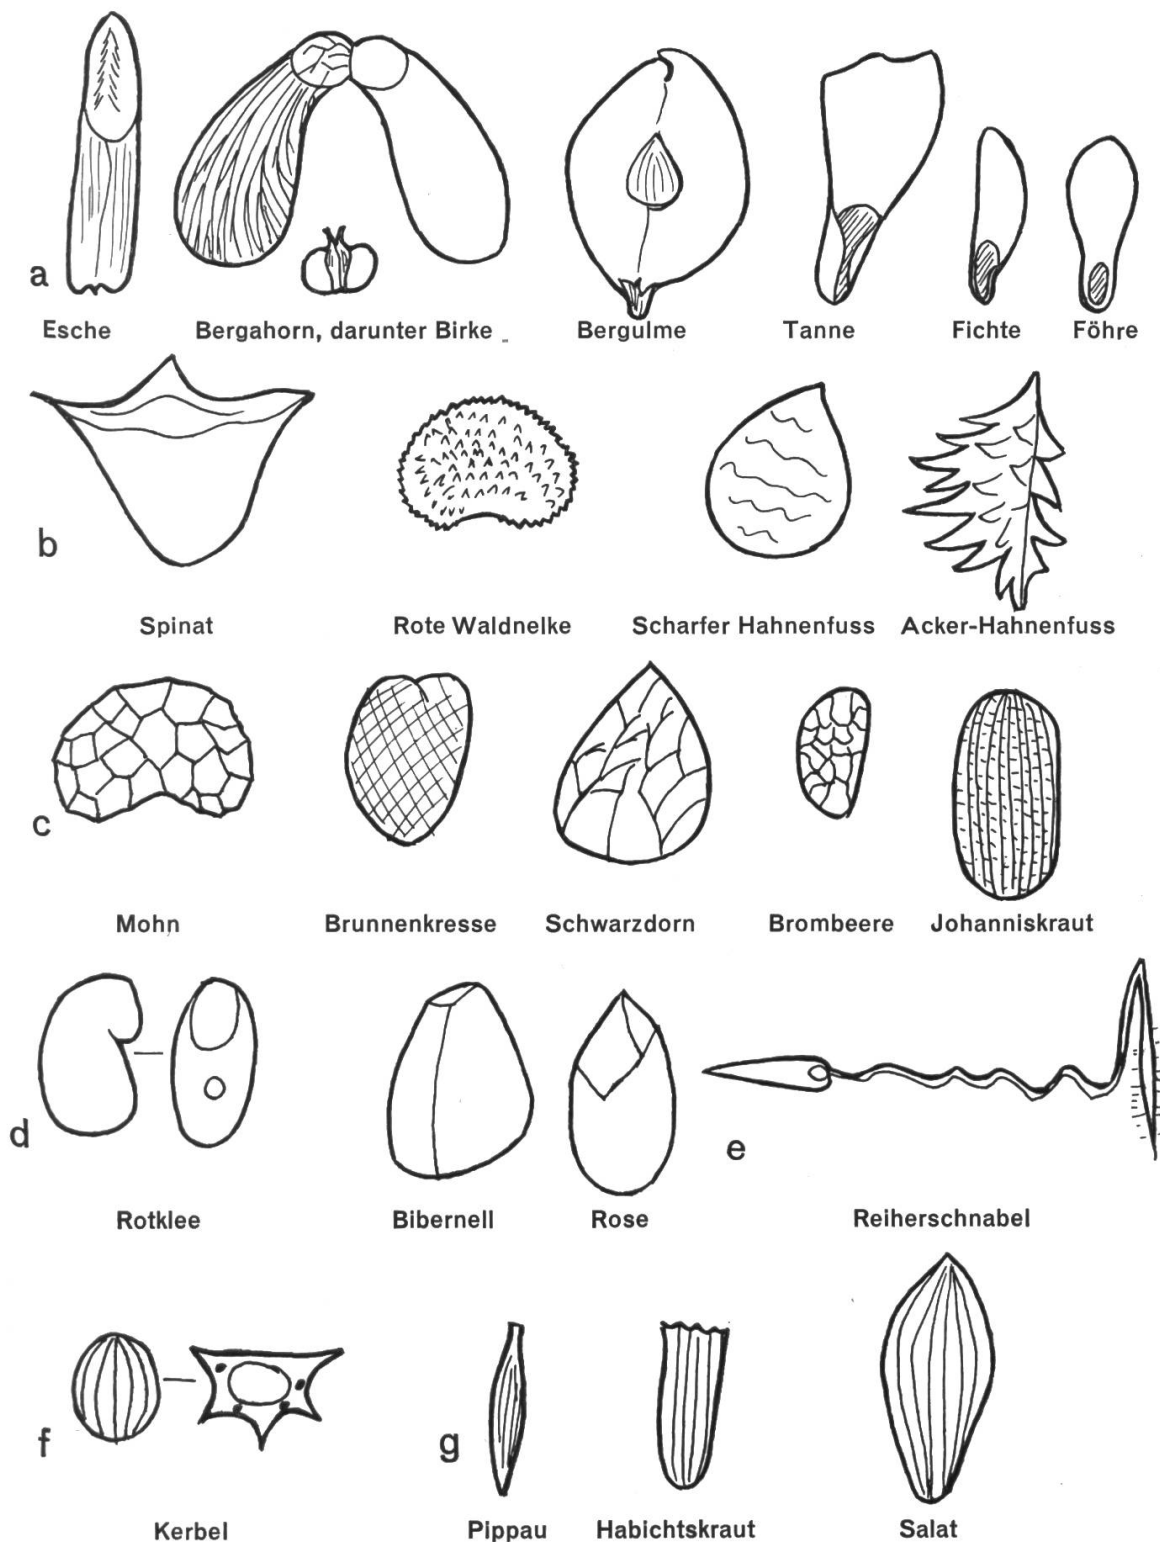 a
Esche Bergahorn, darunter Birke Bergulme Tanne Fichte Föhre
b
Spinat Rote Waldnelke Scharfer Hahnenfuss Acker-Hahnenfuss
c
Mohn Brunnenkresse Schwarzdorn Brombeere Johanniskraut
d e
Rotklee Bibernell Rose Reiherschnabel
f g
Kerbel Pippau Habichtskraut Salat